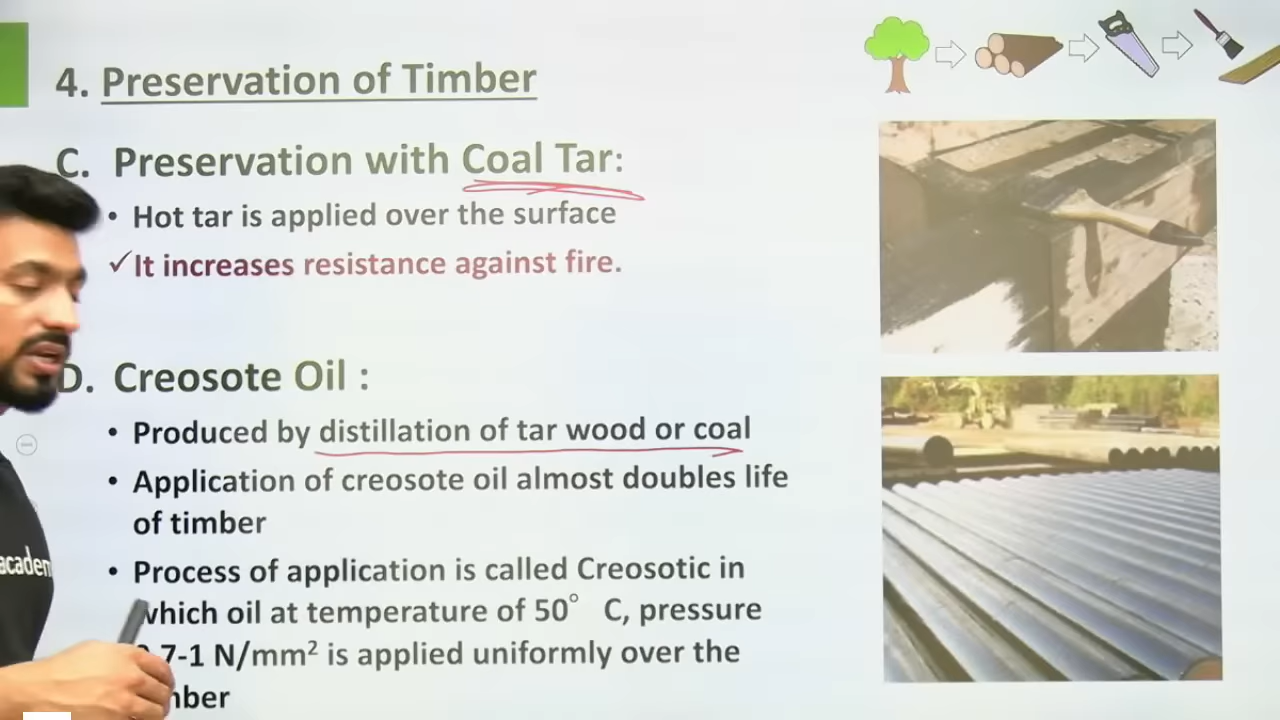 4. Preservation of Timber
C. Preservation with Coal Tar:
• Hot tar is applied over the surface
✓It increases resistance against fire.
D. Creosote Oil :
• Produced by distillation of tar wood or coal
• Application of creosote oil almost doubles life
of timber
• Process of application is called Creosotic in
which oil at temperature of 50° C, pressure
7-1 N/mm² is applied uniformly over the